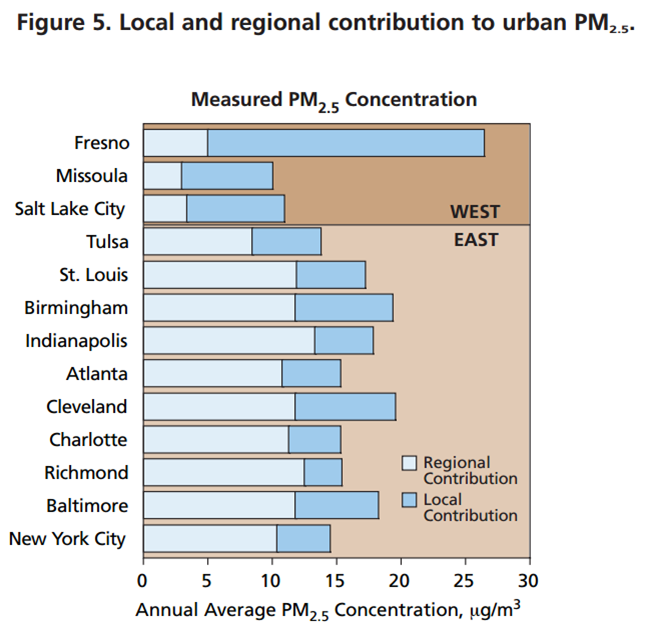 Figure 5. Local and regional contribution to urban PM2.5.
Measured PM2.5 Concentration
Fresno
Missoula
Salt Lake City
WEST
Tulsa
EAST
St. Louis
Birmingham
Indianapolis
Atlanta
Cleveland
Charlotte
Regional
Contribution
Richmond
Local
Contribution
Baltimore
New York City
0 5 10 15 20 25 30
Annual Average PM2.5 Concentration, µg/m³